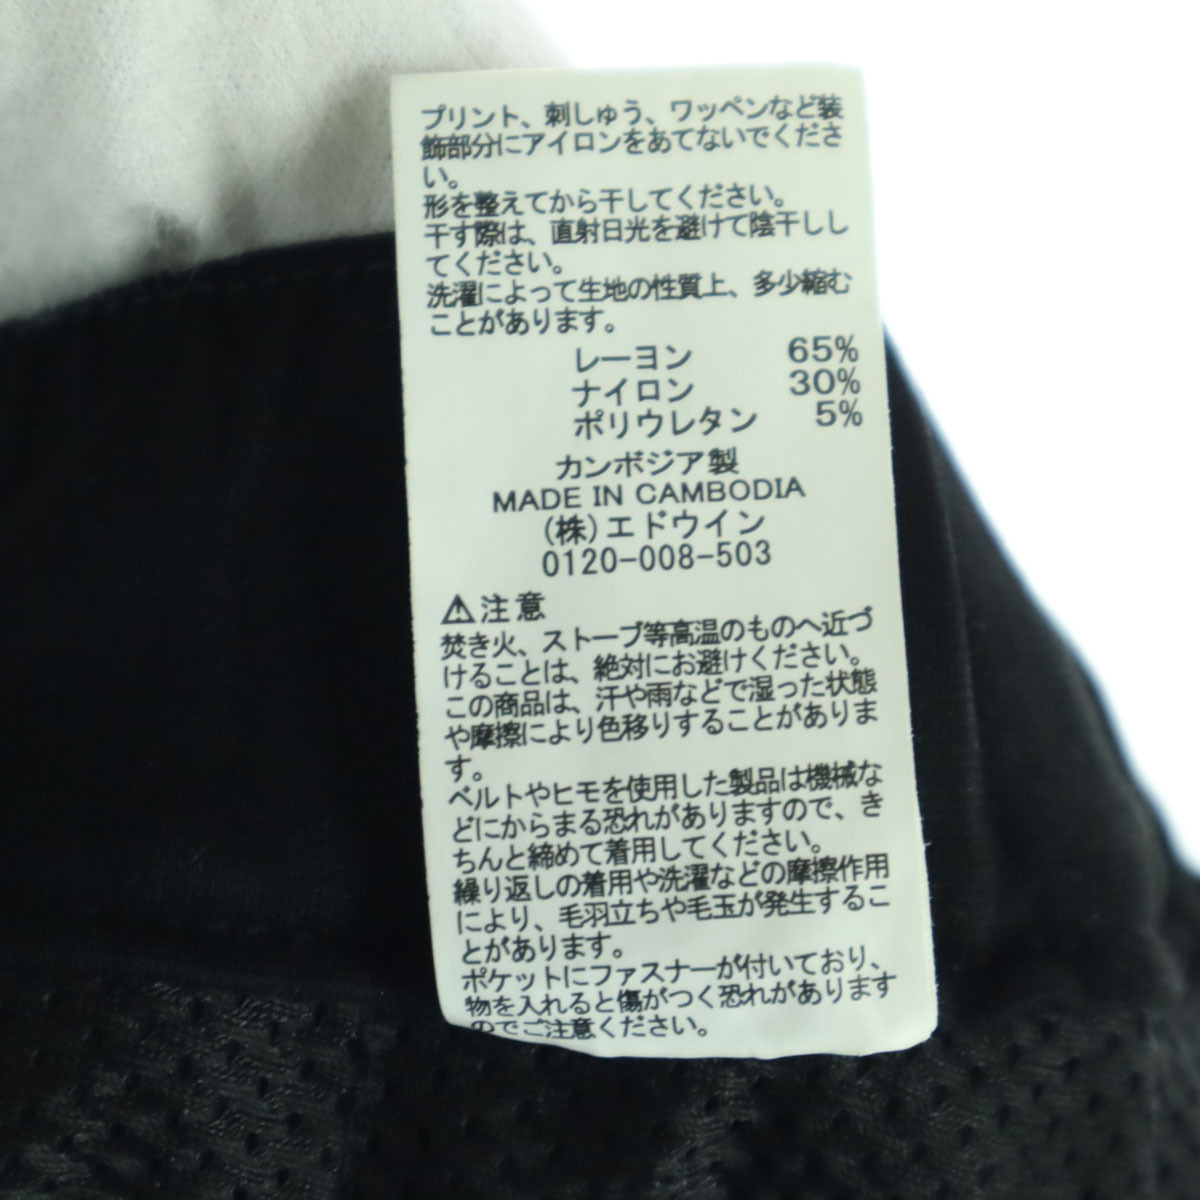 プリント、刺しゅう、ワッペンなど装
飾部分にアイロンをあてないでくださ
い。
形を整えてから干してください。
干す際は、直射日光を避けて陰干しし
てください。
洗濯によって生地の性質上、多少縮む
ことがあります。
レーヨン 65%
ナイロン 30%
ポリウレタン 5%
カンボジア製
MADE IN CAMBODIA
(株)エドウイン
0120-008-503
⚠注意
焚き火、ストーブ等高温のものへ近づ
けることは、絶対にお避けください。
この商品は、汗や雨などで湿った状態
や摩擦により色移りすることがありま
す。
ベルトやヒモを使用した製品は機械な
どにからまる恐れがありますので、き
ちんと締めて着用してください。
繰り返しの着用や洗濯などの摩擦作用
により、毛羽立ちや毛玉が発生するこ
とがあります。
ポケットにファスナーが付いており、
物を入れると傷がつく恐れがあります
のでご注意ください。